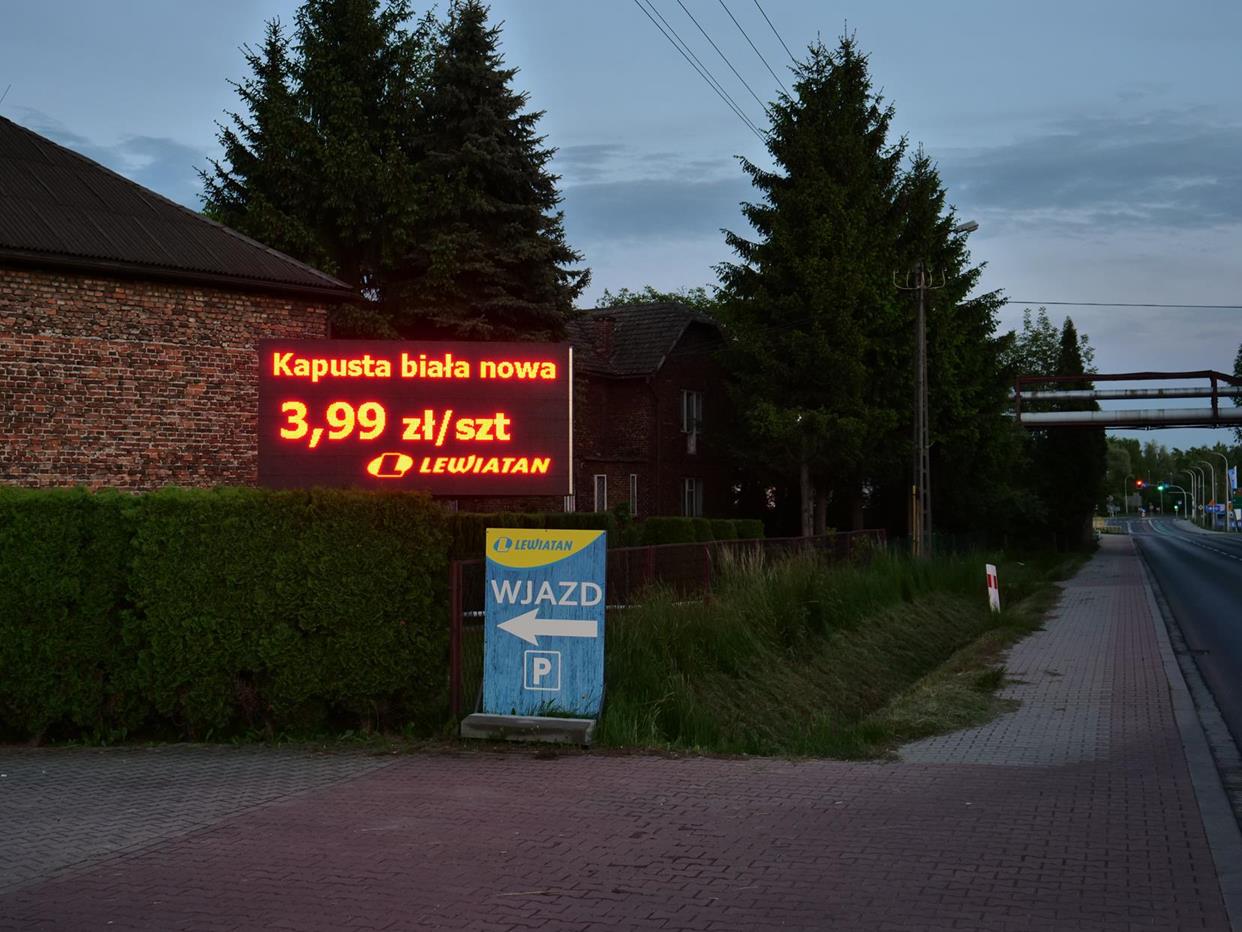 Kapusta biała nowa
3,99 zł/szt
LEWIATAN
LEWIATAN
WJAZD
P